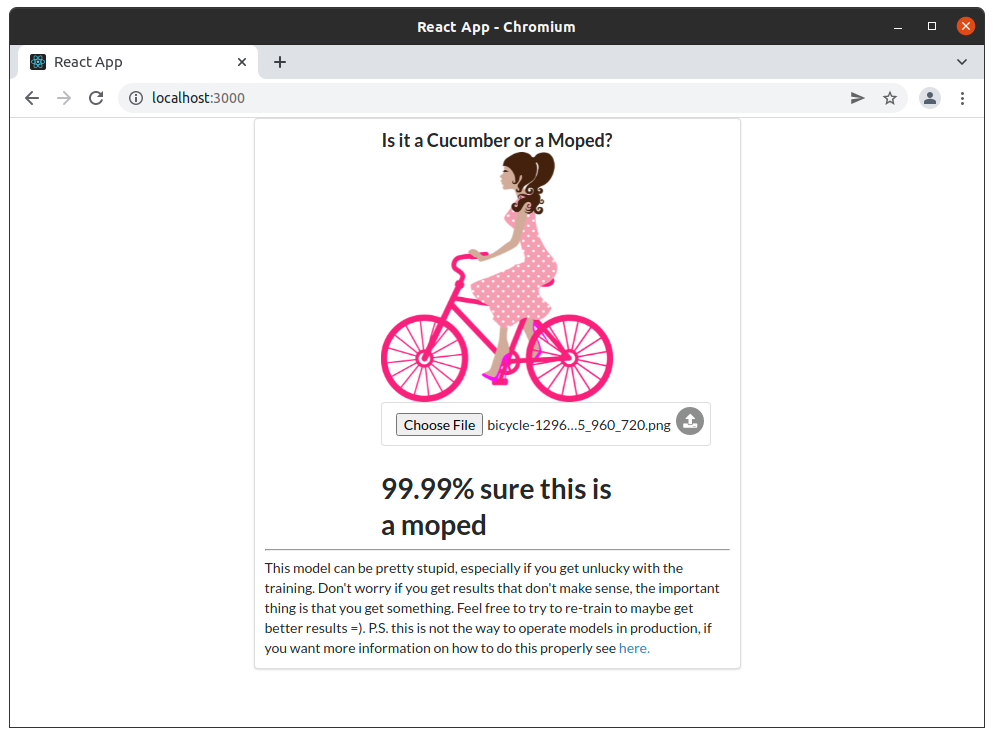 React App - Chromium
React App
localhost:3000
Is it a Cucumber or a Moped?
Choose File bicycle-1296...5_960_720.png
99.99% sure this is
a moped
This model can be pretty stupid, especially if you get unlucky with the
training. Don't worry if you get results that don't make sense, the important
thing is that you get something. Feel free to try to re-train to maybe get
better results =). P.S. this is not the way to operate models in production, if
you want more information on how to do this properly see here.